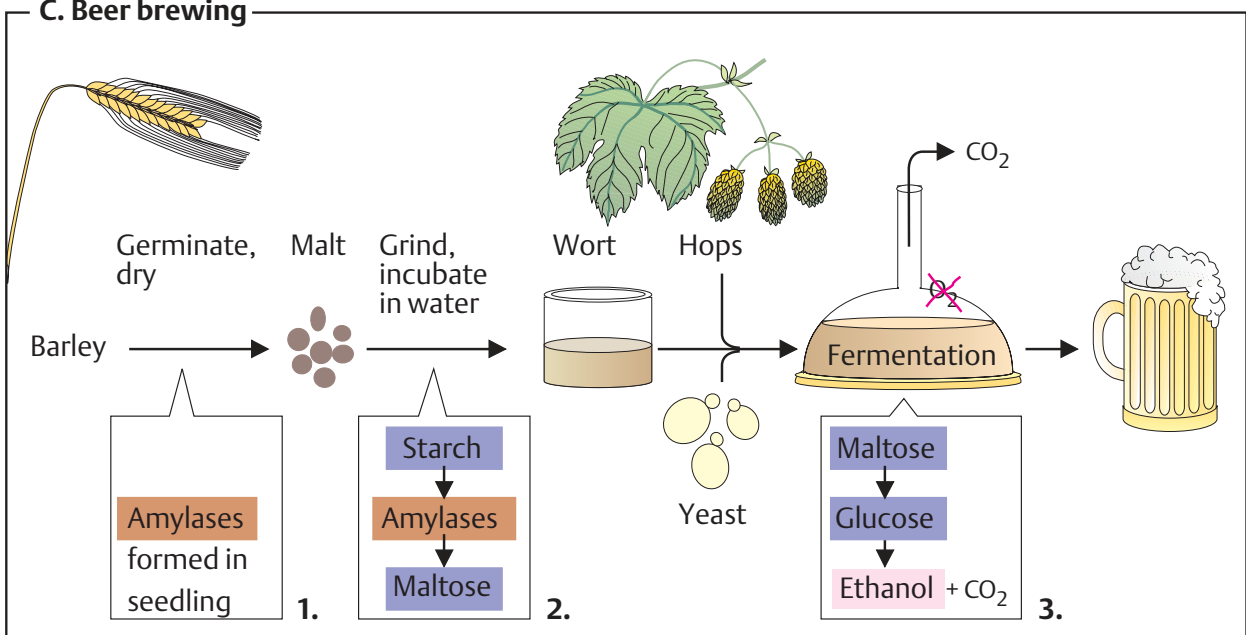 C. Beer brewing
CO2
Germinate,
dry
Malt
Grind,
incubate
in water
Wort
Hops
O2
Barley
Fermentation
Yeast
Amylases
formed in
seedling
1.
Starch
Amylases
Maltose
2.
Maltose
Glucose
Ethanol + CO2
3.